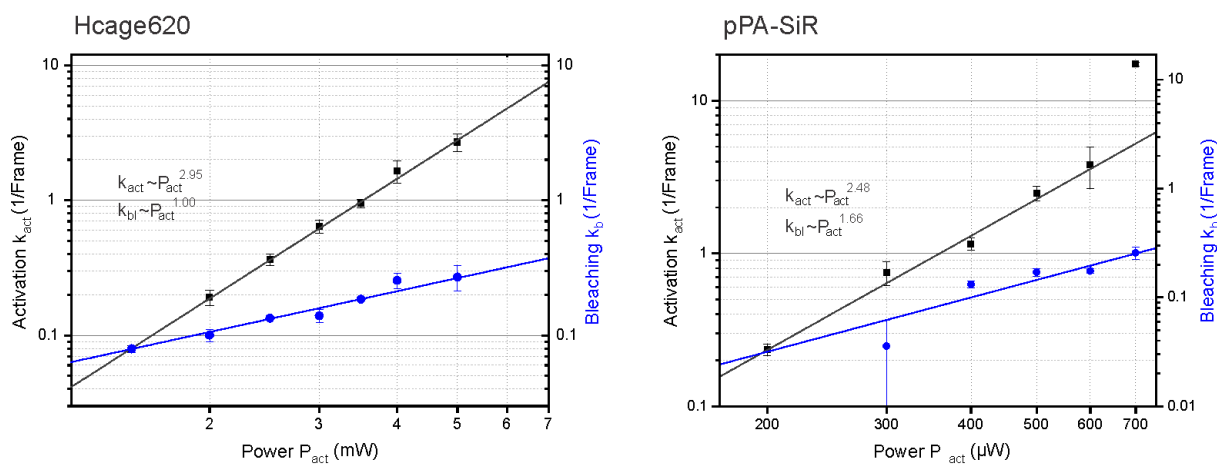 Hcage620
10
1
0.1
Activation k_act (1/Frame)
k_act~P_act^2.95
k_bl~P_act^1.00
10
1
0.1
Bleaching k_b (1/Frame)
2 3 4 5 6 7
Power P_act (mW)
pPA-SiR
10
1
0.1
Activation k_act (1/Frame)
k_act~P_act^2.48
k_bl~P_act^1.66
10
1
0.1
0.01
Bleaching k_b (1/Frame)
200 300 400 500 600 700
Power P_act (µW)